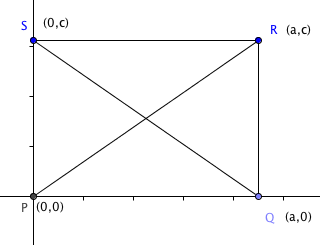 S (0,c)
R (a,c)
P (0,0)
Q (a,0)